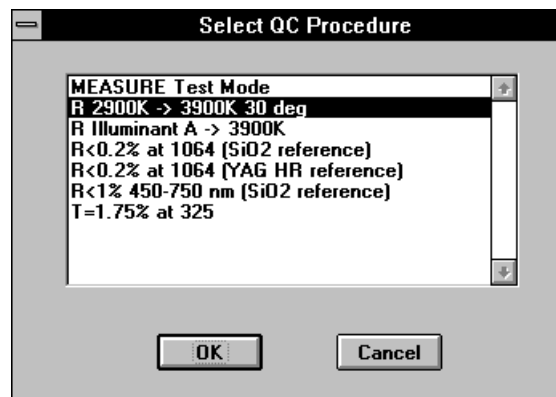 Select QC Procedure
MEASURE Test Mode
R 2900K -> 3900K 30 deg
R Illuminant A -> 3900K
R<0.2% at 1064 (SiO2 reference)
R<0.2% at 1064 (YAG HR reference)
R<1% 450-750 nm (SiO2 reference)
T=1.75% at 325
OK Cancel